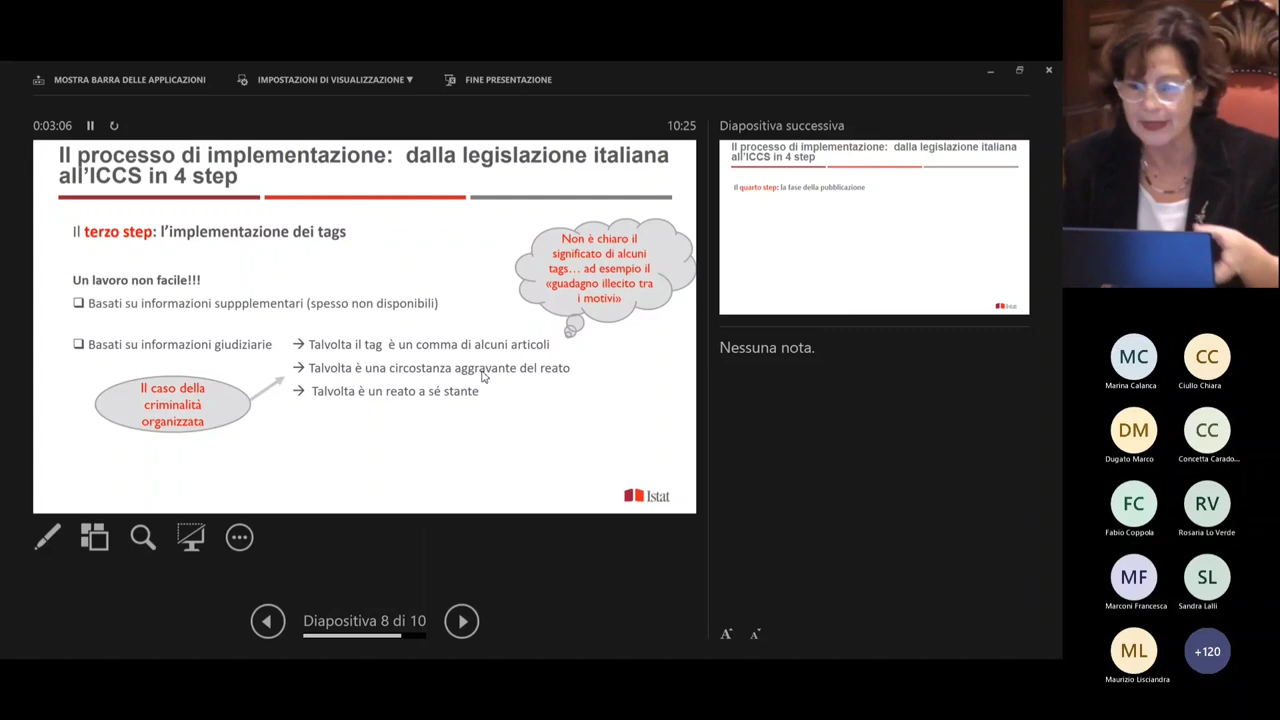 MOSTRA BARRA DELLE APPLICAZIONI
IMPOSTAZIONI DI VISUALIZZAZIONE ▼
FINE PRESENTAZIONE
0:03:06
10:25
Il processo di implementazione: dalla legislazione italiana
all'ICCS in 4 step
Il terzo step: l'implementazione dei tags
Non è chiaro il
significato di alcuni
tags... ad esempio il
«guadagno illecito tra
i motivi»
Un lavoro non facile!!!
❑ Basati su informazioni suppplementari (spesso non disponibili)
❑ Basati su informazioni giudiziarie
→ Talvolta il tag è un comma di alcuni articoli
→ Talvolta è una circostanza aggravante del reato
→ Talvolta è un reato a sé stante
Il caso della
criminalità
organizzata
Istat
Diapositiva 8 di 10
Diapositiva successiva
Il processo di implementazione: dalla legislazione italiana
all'ICCS in 4 step
Il quarto step: la fase della pubblicazione
Istat
Nessuna nota.
A A
MC
Marina Calanca
CC
Ciullo Chiara
DM
Dugato Marco
CC
Concetta Carado...
FC
Fabio Coppola
RV
Rosaria Lo Verde
MF
Marconi Francesca
SL
Sandra Lalli
ML
Maurizio Lisciandra
+120